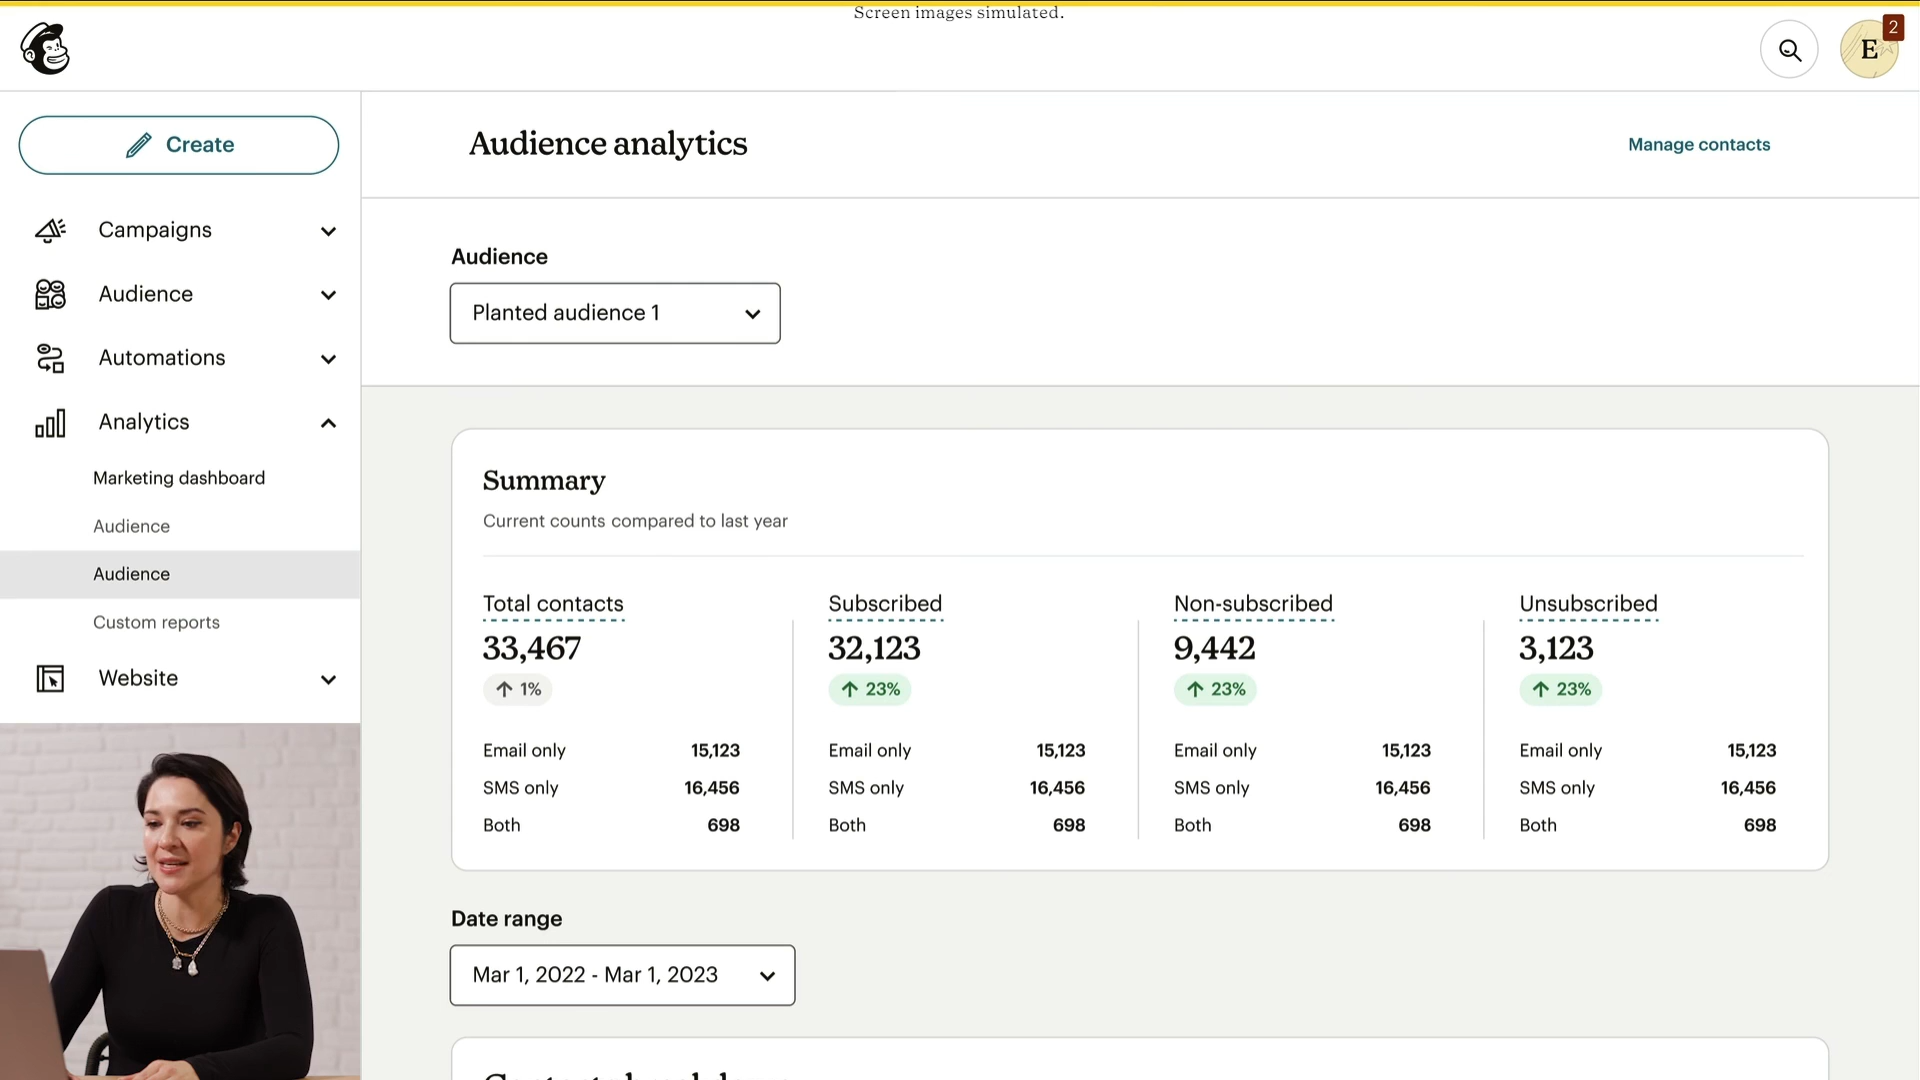 Screen images simulated.
2
E
Create
Audience analytics
Manage contacts
Campaigns
Audience
Automations
Analytics
Marketing dashboard
Audience
Audience
Custom reports
Website
Audience
Planted audience 1
Summary
Current counts compared to last year
Total contacts
33,467
1%
Email only 15,123
SMS only 16,456
Both 698
Subscribed
32,123
23%
Email only 15,123
SMS only 16,456
Both 698
Non-subscribed
9,442
23%
Email only 15,123
SMS only 16,456
Both 698
Unsubscribed
3,123
23%
Email only 15,123
SMS only 16,456
Both 698
Date range
Mar 1, 2022 - Mar 1, 2023